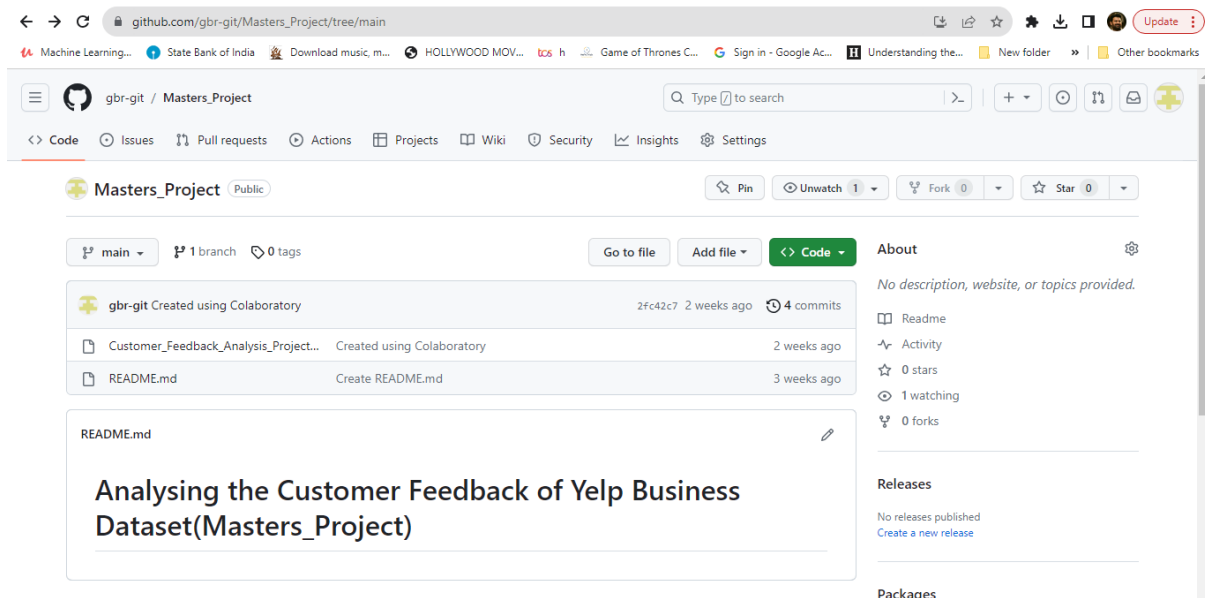 github.com/gbr-git/Masters_Project/tree/main
Update
Machine Learning... State Bank of India Download music, m... HOLLYWOOD MOV... tcs h Game of Thrones C... G Sign in - Google Ac... H Understanding the... New folder » Other bookmarks
gbr-git / Masters_Project
Type / to search
Code Issues Pull requests Actions Projects Wiki Security Insights Settings
Masters_Project Public
Pin Unwatch 1 Fork 0 Star 0
main 1 branch 0 tags
Go to file Add file Code
gbr-git Created using Colaboratory 2fc42c7 2 weeks ago 4 commits
Customer_Feedback_Analysis_Project... Created using Colaboratory 2 weeks ago
README.md Create README.md 3 weeks ago
README.md
Analysing the Customer Feedback of Yelp Business
Dataset(Masters_Project)
About
No description, website, or topics provided.
Readme
Activity
0 stars
1 watching
0 forks
Releases
No releases published
Create a new release
Packages